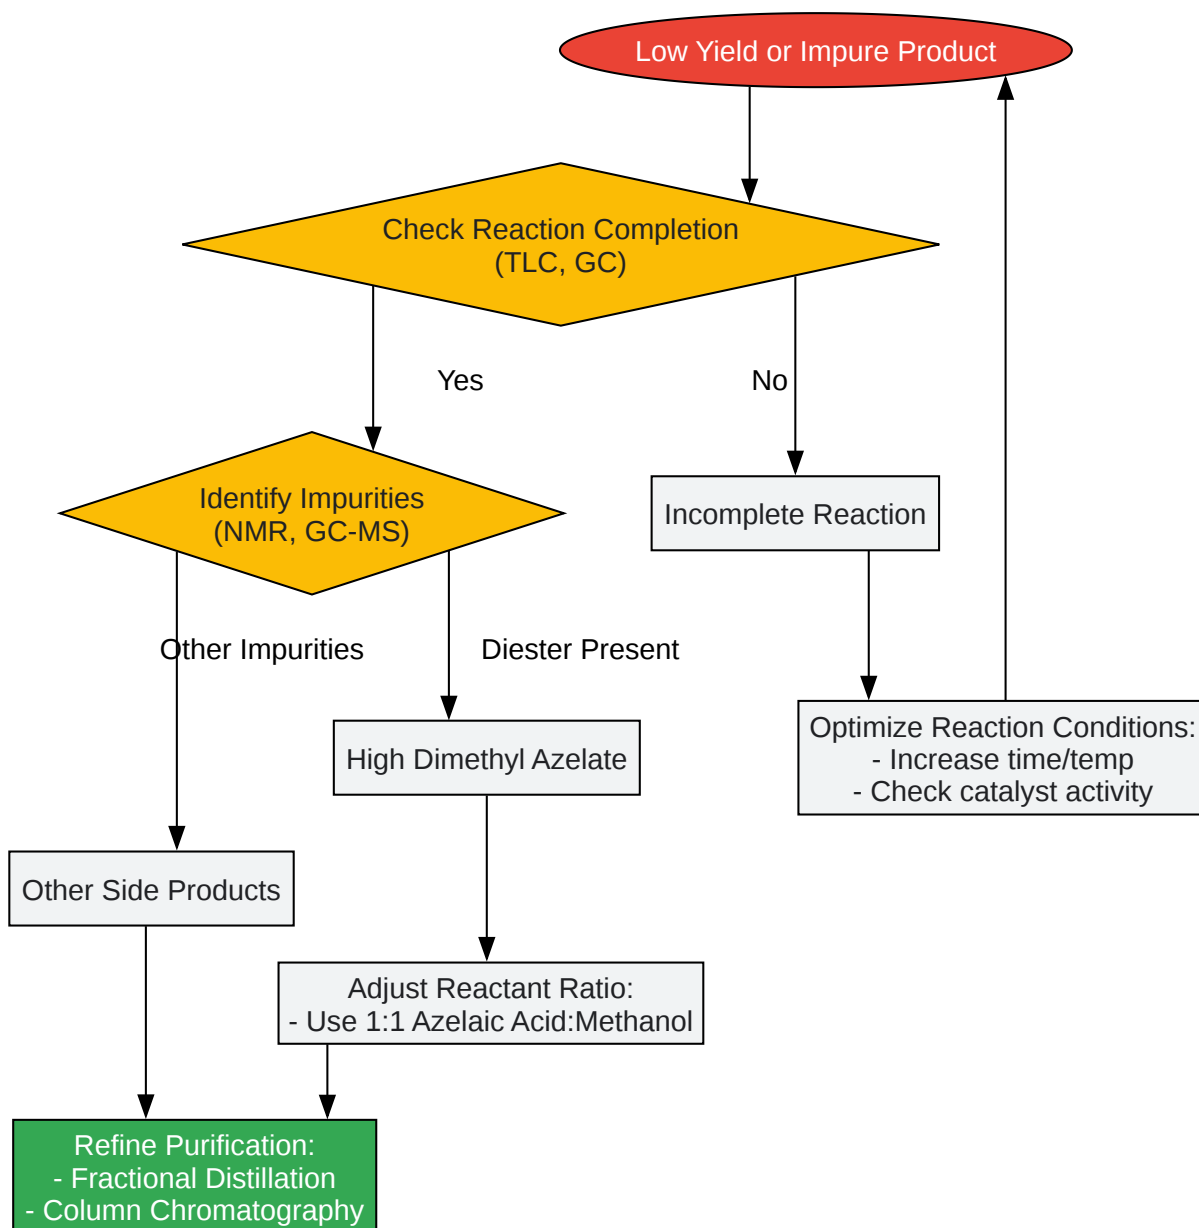 Low Yield or Impure Product
Check Reaction Completion
(TLC, GC)
Yes
No
Identify Impurities
(NMR, GC-MS)
Incomplete Reaction
Other Impurities
Diester Present
Optimize Reaction Conditions:
- Increase time/temp
- Check catalyst activity
High Dimethyl Azelate
Other Side Products
Adjust Reactant Ratio:
- Use 1:1 Azelaic Acid:Methanol
Refine Purification:
- Fractional Distillation
- Column Chromatography